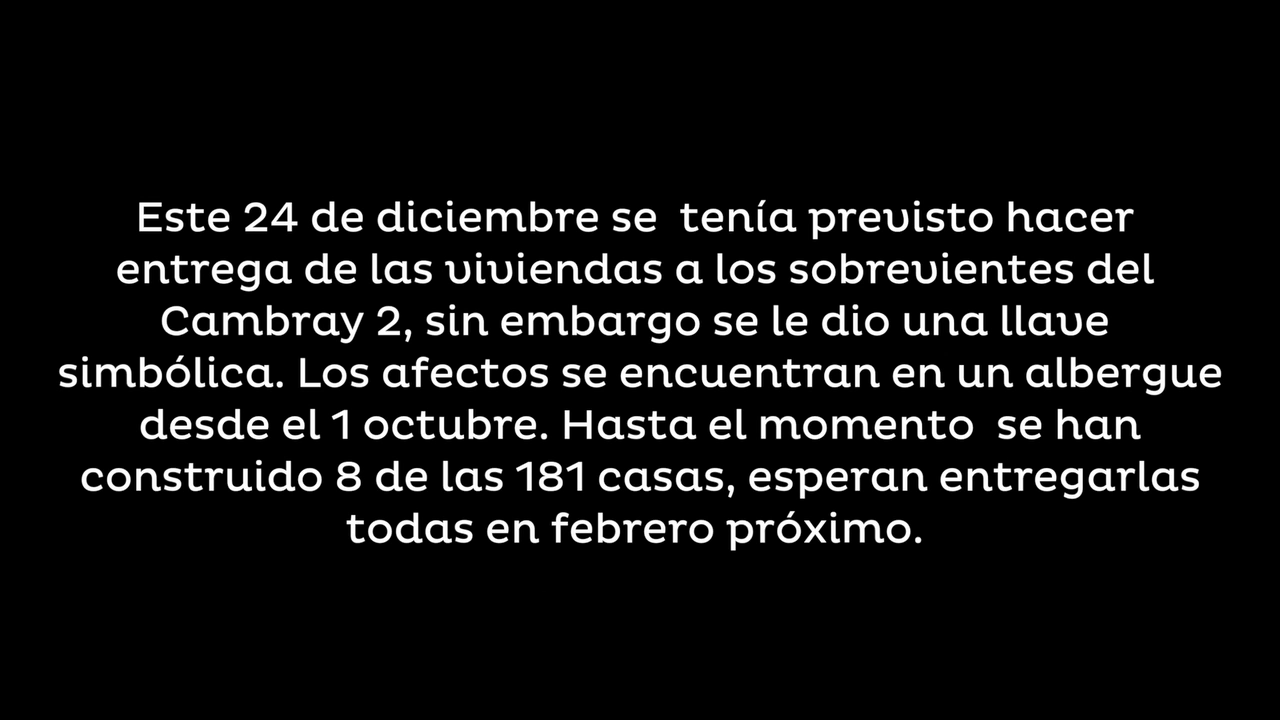 Este 24 de diciembre se  tenía previsto hacer
entrega de las viviendas a los sobrevientes del
Cambray 2, sin embargo se le dio una llave
simbólica. Los afectos se encuentran en un albergue
desde el 1 octubre. Hasta el momento  se han
construido 8 de las 181 casas, esperan entregarlas
todas en febrero próximo.